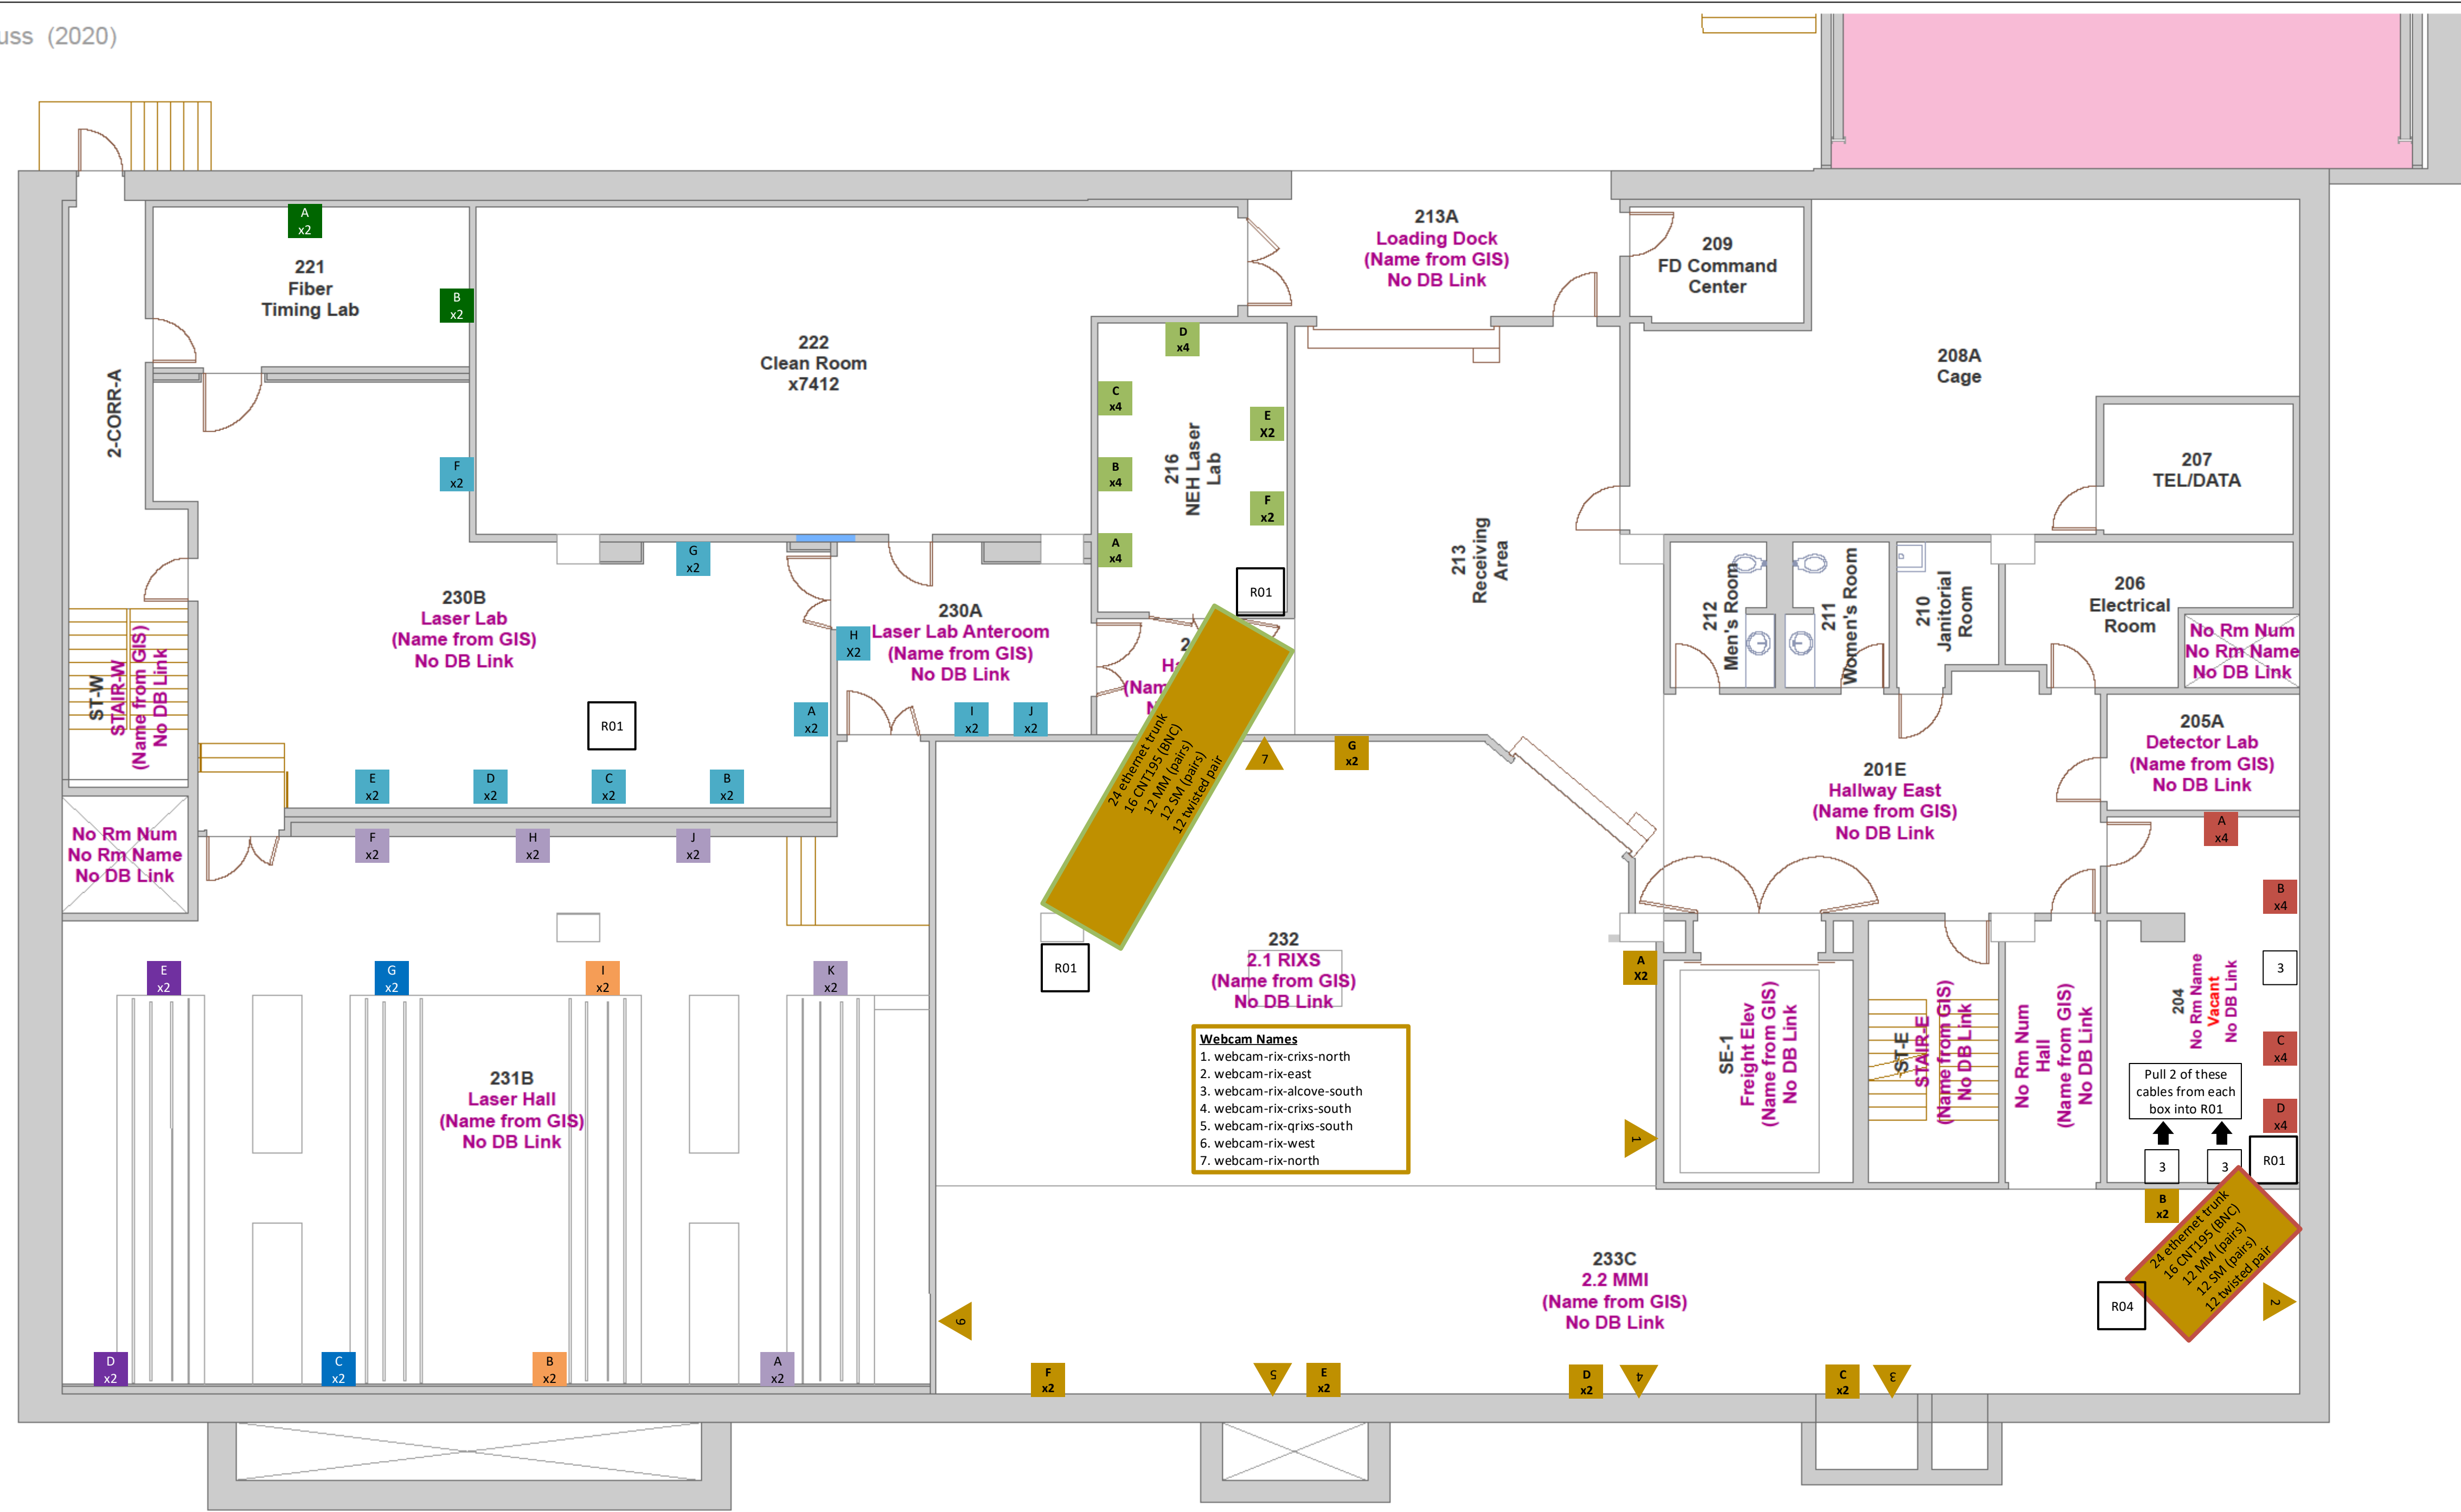 uss (2020)
A
x2
221
Fiber
Timing Lab
B
x2
2-CORR-A
222
Clean Room
x7412
213A
Loading Dock
(Name from GIS)
No DB Link
209
FD Command
Center
208A
Cage
207
TEL/DATA
D
x4
C
x4
E
X2
B
x4
216
NEH Laser
Lab
F
x2
A
x4
R01
213
Receiving
Area
F
x2
G
x2
230B
Laser Lab
(Name from GIS)
No DB Link
H
X2
230A
Laser Lab Anteroom
(Name from GIS)
No DB Link
R01
A
x2
I
x2
J
x2
E
x2
D
x2
C
x2
B
x2
ST-W
STAIR-W
(Name from GIS)
No DB Link
No Rm Num
No Rm Name
No DB Link
212
Men's Room
211
Women's Room
210
Janitorial
Room
206
Electrical
Room
No Rm Num
No Rm Name
No DB Link
205A
Detector Lab
(Name from GIS)
No DB Link
201E
Hallway East
(Name from GIS)
No DB Link
24 ethernet trunk
16 CNT195 (BNC)
12 MM (pairs)
12 SM (pairs)
12 twisted pair
7
G
x2
F
x2
H
x2
J
x2
A
x4
B
x4
3
204
No Rm Name
Vacant
No DB Link
C
x4
D
x4
Pull 2 of these
cables from each
box into R01
3
3
R01
E
x2
G
x2
I
x2
K
x2
R01
232
2.1 RIXS
(Name from GIS)
No DB Link
A
X2
Webcam Names
1. webcam-rix-crixs-north
2. webcam-rix-east
3. webcam-rix-alcove-south
4. webcam-rix-crixs-south
5. webcam-rix-qrixs-south
6. webcam-rix-west
7. webcam-rix-north
1
SE-1
Freight Elev
(Name from GIS)
No DB Link
ST-E
STAIR-E
(Name from GIS)
No DB Link
No Rm Num
Hall
(Name from GIS)
No DB Link
231B
Laser Hall
(Name from GIS)
No DB Link
B
x2
24 ethernet trunk
16 CNT195 (BNC)
12 MM (pairs)
12 SM (pairs)
12 twisted pair
R04
2
233C
2.2 MMI
(Name from GIS)
No DB Link
6
D
x2
C
x2
B
x2
A
x2
F
x2
5
E
x2
D
x2
4
C
x2
3